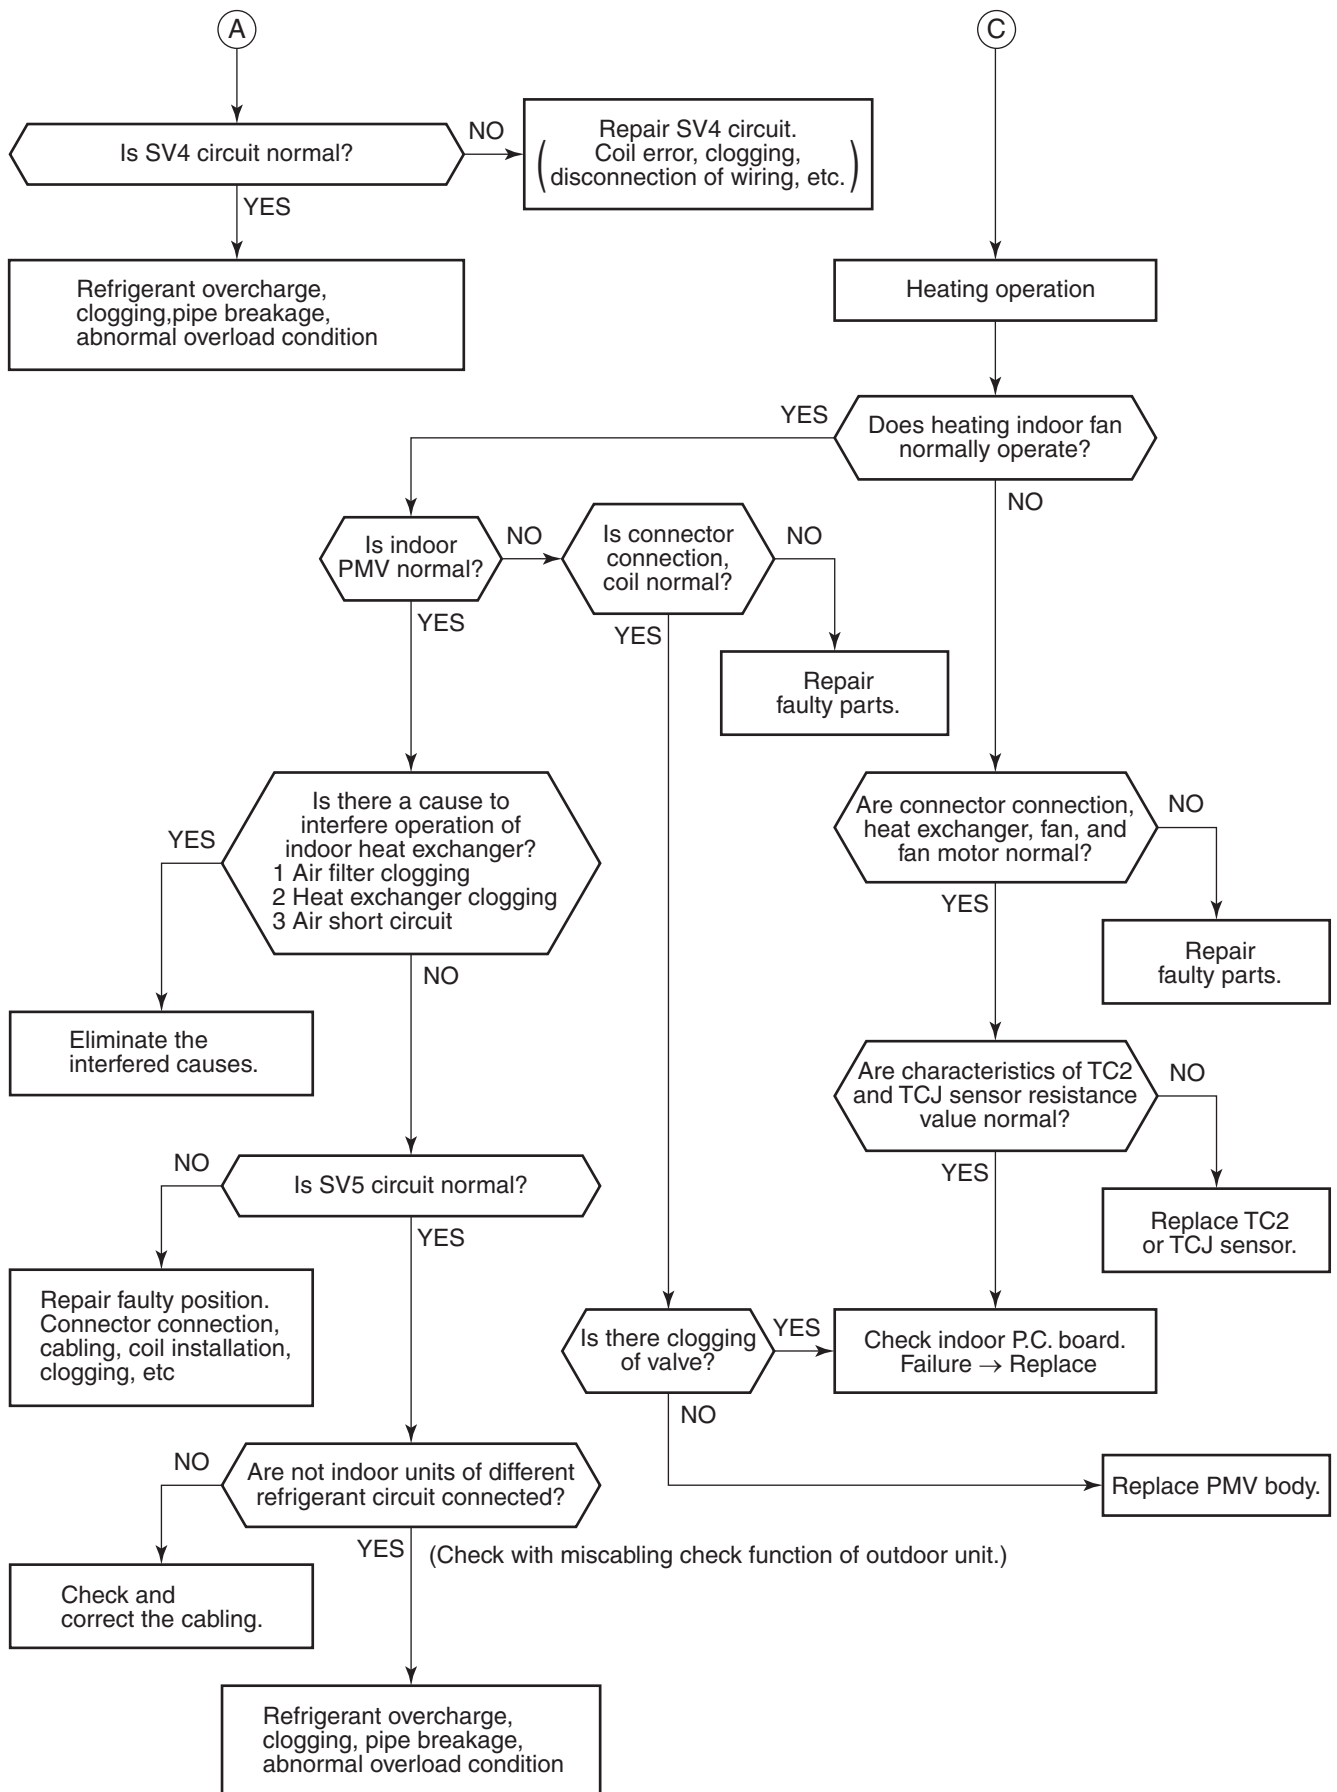 A
C
Is SV4 circuit normal?
NO
Repair SV4 circuit.
(Coil error, clogging,
disconnection of wiring, etc.)
YES
Refrigerant overcharge,
clogging,pipe breakage,
abnormal overload condition
Heating operation
Does heating indoor fan
normally operate?
YES
NO
Is indoor
PMV normal?
NO
Is connector
connection,
coil normal?
NO
YES
YES
Repair
faulty parts.
Is there a cause to
interfere operation of
indoor heat exchanger?
1 Air filter clogging
2 Heat exchanger clogging
3 Air short circuit
YES
NO
Eliminate the
interfered causes.
Are connector connection,
heat exchanger, fan, and
fan motor normal?
NO
YES
Repair
faulty parts.
Are characteristics of TC2
and TCJ sensor resistance
value normal?
NO
YES
Replace TC2
or TCJ sensor.
Is SV5 circuit normal?
NO
YES
Repair faulty position.
Connector connection,
cabling, coil installation,
clogging, etc
Is there clogging
of valve?
YES
NO
Check indoor P.C. board.
Failure → Replace
Replace PMV body.
Are not indoor units of different
refrigerant circuit connected?
NO
YES
(Check with miscabling check function of outdoor unit.)
Check and
correct the cabling.
Refrigerant overcharge,
clogging, pipe breakage,
abnormal overload condition